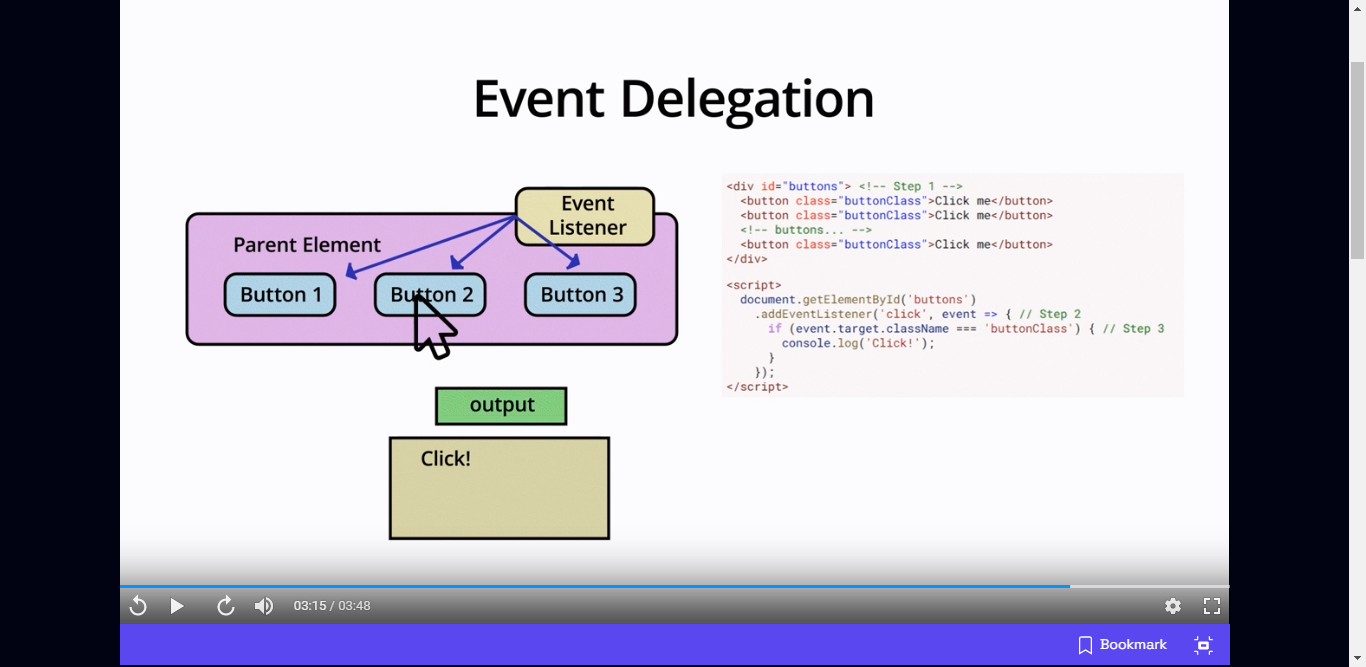 Event Delegation
Event
Listener
Parent Element
Button 1
Button 2
Button 3
output
Click!
<div id="buttons"> <!-- Step 1 -->
  <button class="buttonClass">Click me</button>
  <button class="buttonClass">Click me</button>
  <!-- buttons... -->
  <button class="buttonClass">Click me</button>
</div>
<script>
  document.getElementById('buttons')
    .addEventListener('click', event => { // Step 2
      if (event.target.className === 'buttonClass') { // Step 3
        console.log('Click!');
      }
    });
</script>
03:15 / 03:48
Bookmark